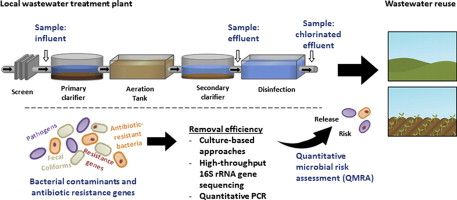 Local wastewater treatment plant
Wastewater reuse
Sample:
influent
Sample:
effluent
Sample:
chlorinated
effluent
Screen
Primary
clarifier
Aeration
Tank
Secondary
clarifier
Disinfection
Pathogens
Antibiotic-
resistant
bacteria
Fecal
Coliforms
Resistance
genes
Bacterial contaminants and
antibiotic resistance genes
Removal efficiency
- Culture-based
approaches
- High-throughput
16S rRNA gene
sequencing
- Quantitative PCR
Release
Risk
Quantitative
microbial risk
assessment (QMRA)